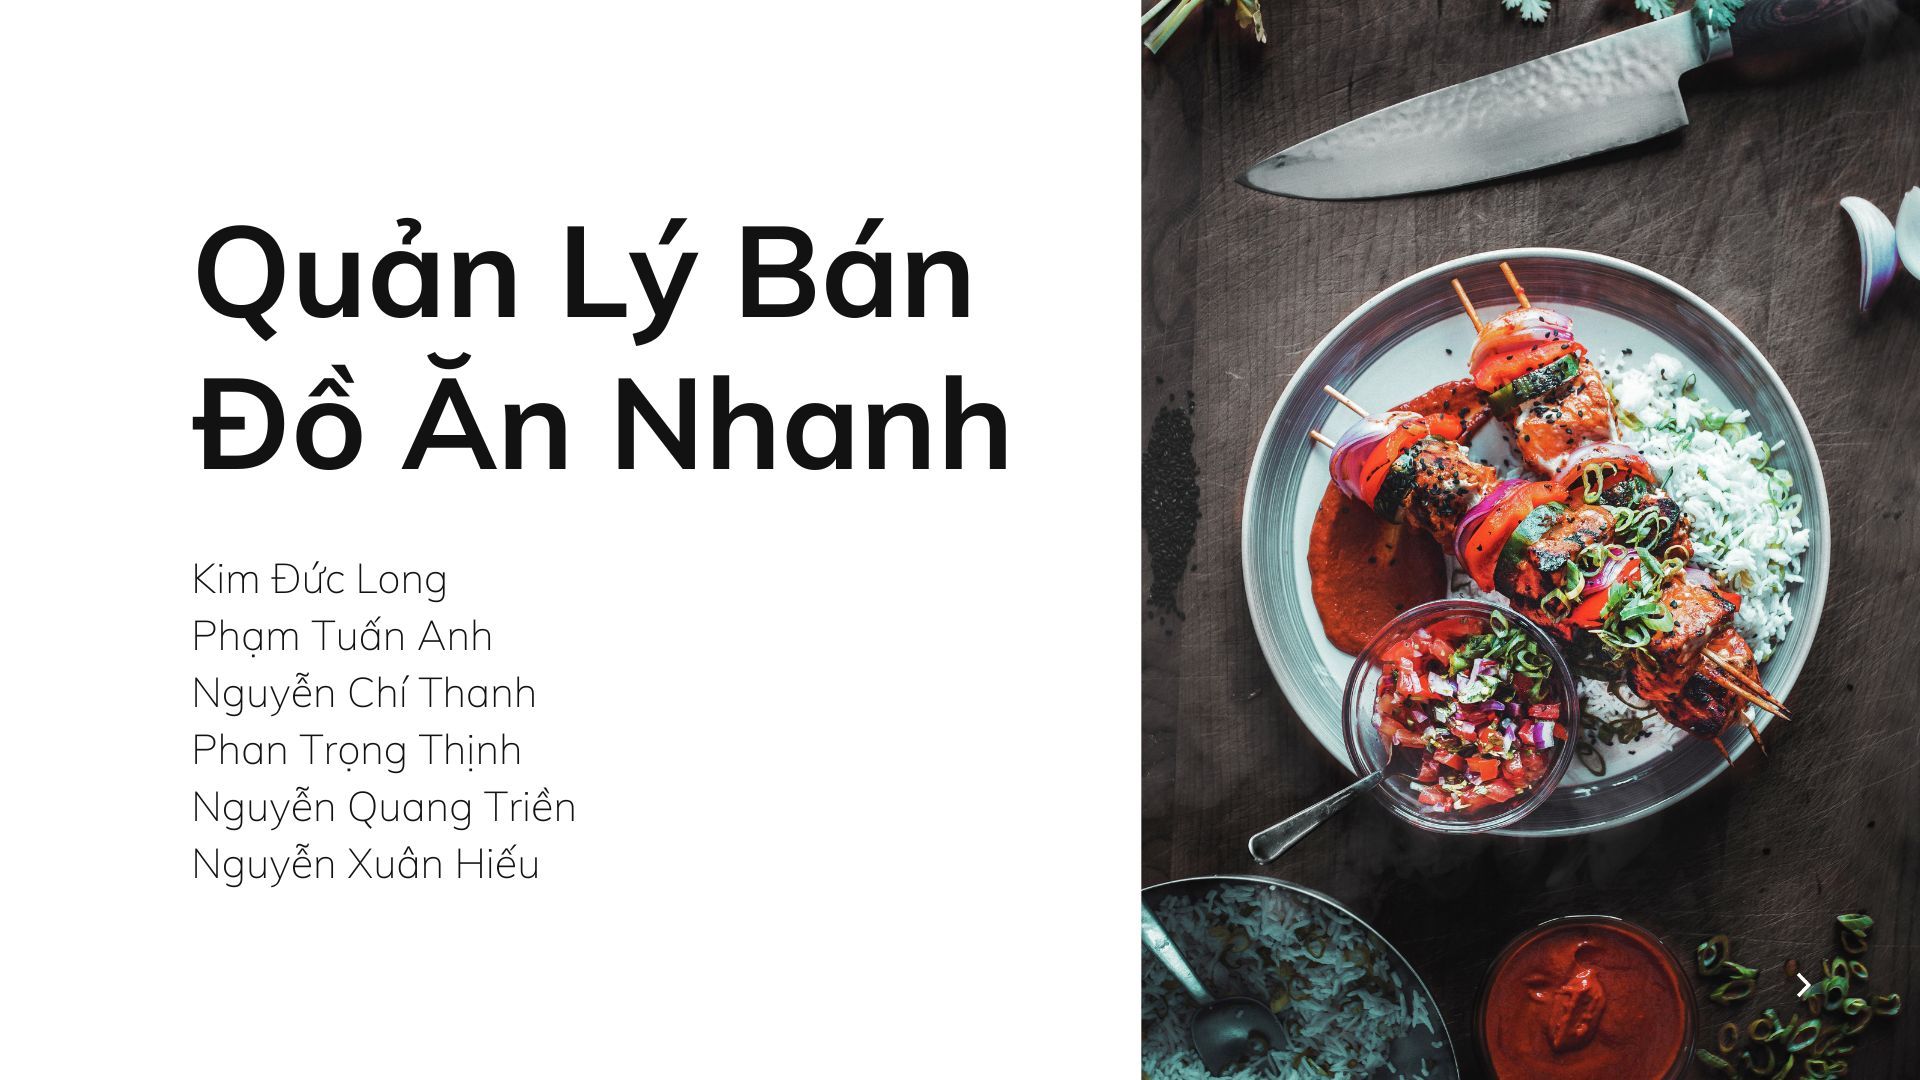 Quản Lý Bán
Đồ Ăn Nhanh
Kim Đức Long
Phạm Tuấn Anh
Nguyễn Chí Thanh
Phan Trọng Thịnh
Nguyễn Quang Triền
Nguyễn Xuân Hiếu